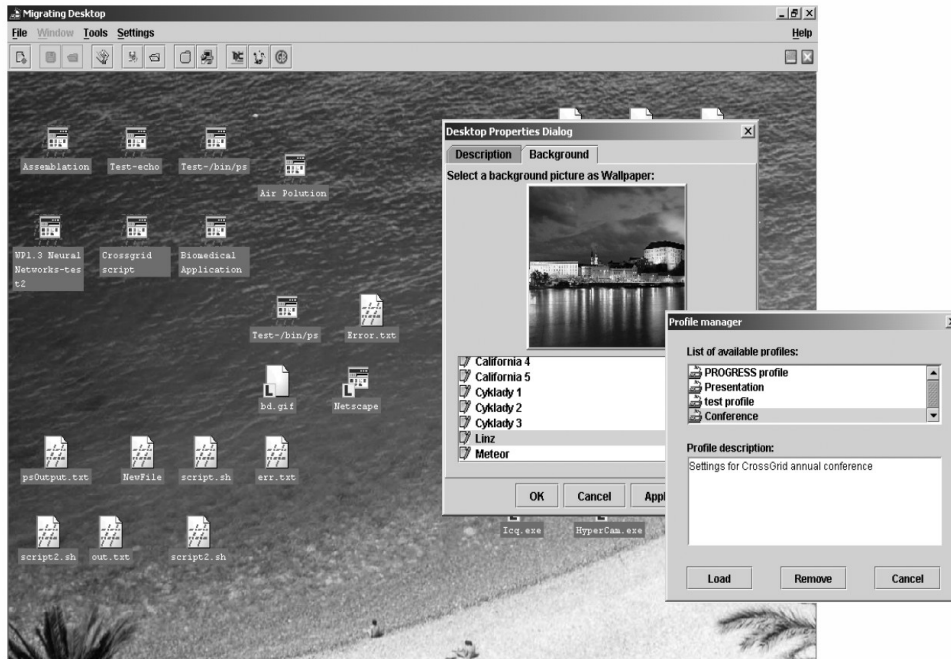 Migrating Desktop
File Window Tools Settings Help
Assemblation
Test-echo
Test-/bin/ps
Air Polution
WP1.3 Neural
Networks-tes
t2
Crossgrid
script
Biomedical
Application
Test-/bin/ps
Error.txt
bd.gif
Netscape
psOutput.txt
NewFile
script.sh
err.txt
script2.sh
out.txt
script2.sh
Icq.exe
HyperCam.exe
Desktop Properties Dialog
Description Background
Select a background picture as Wallpaper:
California 4
California 5
Cyklady 1
Cyklady 2
Cyklady 3
Linz
Meteor
OK Cancel Appl
Profile manager
List of available profiles:
PROGRESS profile
Presentation
test profile
Conference
Profile description:
Settings for CrossGrid annual conference
Load Remove Cancel